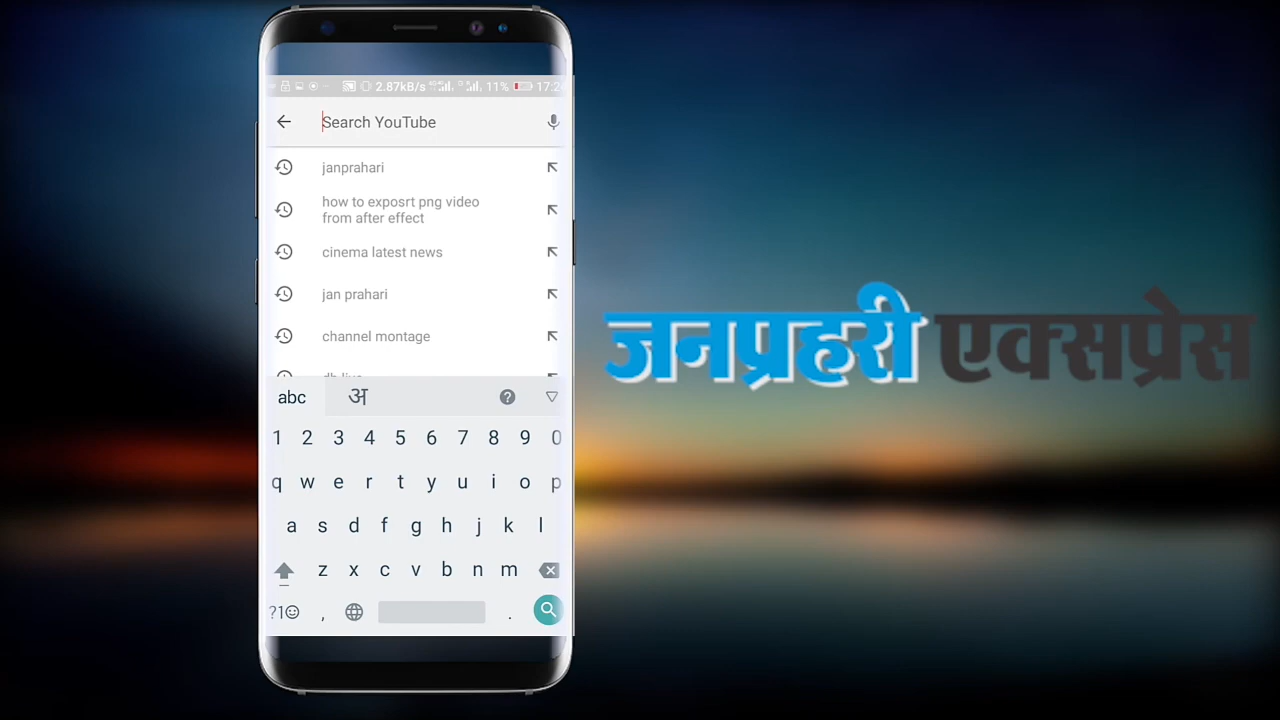 2.87kB/s 11% 17:2
Search YouTube
janprahari
how to exposrt png video
from after effect
cinema latest news
jan prahari
channel montage
जनप्रहरी एक्सप्रेस
abc अ ?
1 2 3 4 5 6 7 8 9 0
q w e r t y u i o p
a s d f g h j k l
z x c v b n m
?1☺ , .